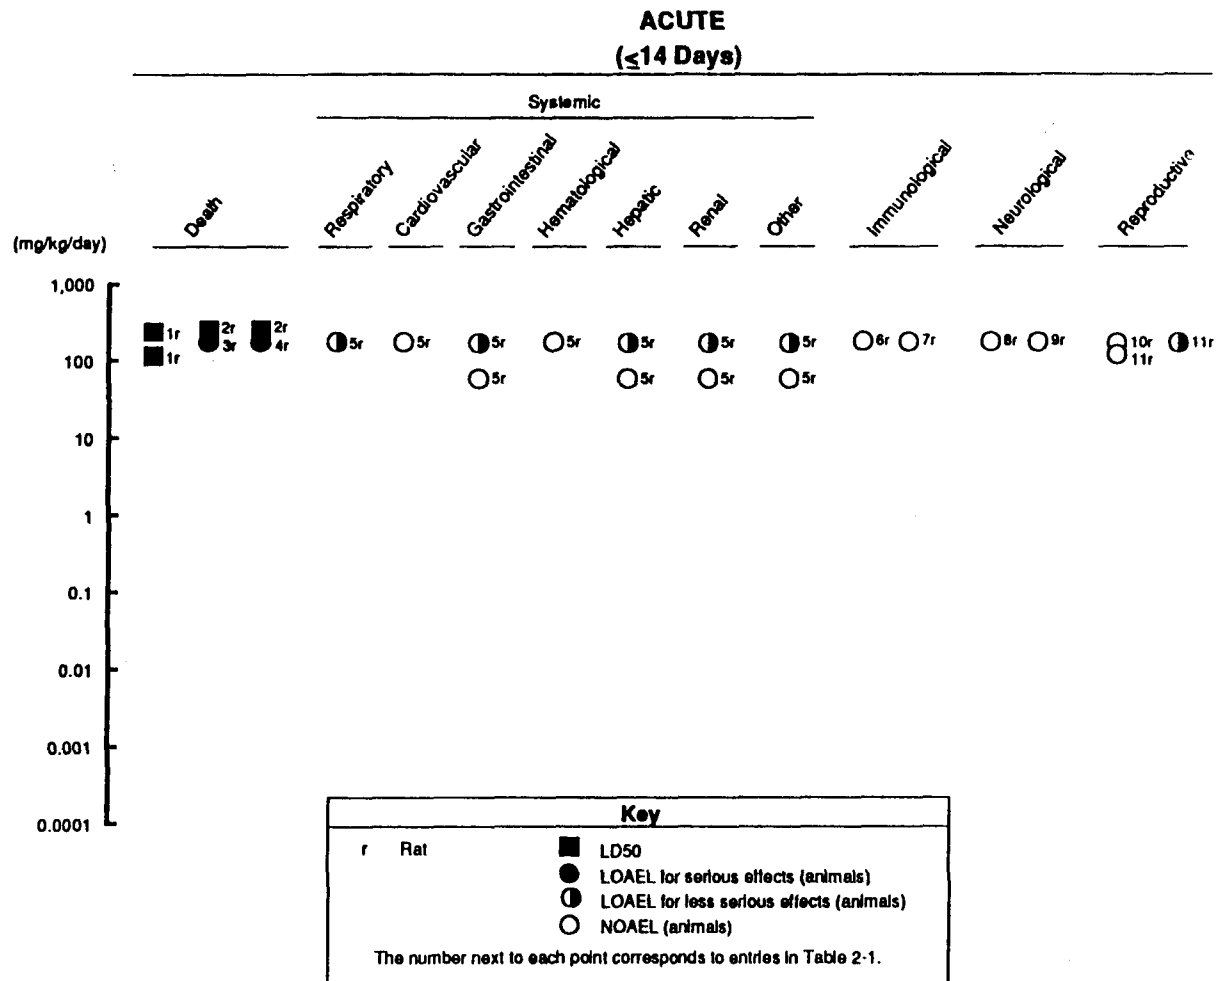 ACUTE
(≤14 Days)
Systemic
Death
Respiratory
Cardiovascular
Gastrointestinal
Hematological
Hepatic
Renal
Other
Immunological
Neurological
Reproductive
(mg/kg/day)
1,000
1r 2r 2r
3r 4r 5r 5r 5r 5r 5r 5r 5r 6r 7r 8r 9r 10r 11r
1r 11r
100
5r 5r 5r 5r
10
1
0.1
0.01
0.001
0.0001
Key
r Rat
LD50
LOAEL for serious effects (animals)
LOAEL for less serious effects (animals)
NOAEL (animals)
The number next to each point corresponds to entries in Table 2-1.